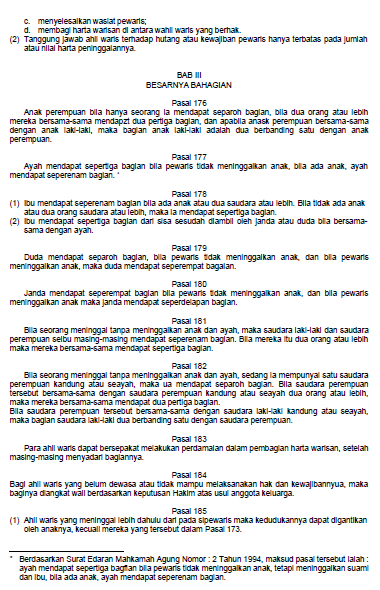 c. menyelesaikan wasiat pewaris;
d. membagi harta warisan di antara wahli waris yang berhak.
(2) Tanggung jawab ahli waris terhadap hutang atau kewajiban pewaris hanya terbatas pada jumlah
atau nilai harta peninggalannya.
BAB III
BESARNYA BAHAGIAN
Pasal 176
Anak perempuan bila hanya seorang ia mendapat separoh bagian, bila dua orang atau lebih
mereka bersama-sama mendapat dua pertiga bagian, dan apabila anask perempuan bersama-sama
dengan anak laki-laki, maka bagian anak laki-laki adalah dua berbanding satu dengan anak
perempuan.
Pasal 177
Ayah mendapat sepertiga bagian bila pewaris tidak meninggalkan anak, bila ada anak, ayah
mendapat seperenam bagian. *
Pasal 178
(1) Ibu mendapat seperenam bagian bila ada anak atau dua saudara atau lebih. Bila tidak ada anak
atau dua orang saudara atau lebih, maka ia mendapat sepertiga bagian.
(2) Ibu mendapat sepertiga bagian dari sisa sesudah diambil oleh janda atau duda bila bersama-
sama dengan ayah.
Pasal 179
Duda mendapat separoh bagian, bila pewaris tidak meninggalkan anak, dan bila pewaris
meninggalkan anak, maka duda mendapat seperempat bagaian.
Pasal 180
Janda mendapat seperempat bagian bila pewaris tidak meninggalkan anak, dan bila pewaris
meninggalkan anak maka janda mendapat seperdelapan bagian.
Pasal 181
Bila seorang meninggal tanpa meninggalkan anak dan ayah, maka saudara laki-laki dan saudara
perempuan seibu masing-masing mendapat seperenam bagian. Bila mereka itu dua orang atau lebih
maka mereka bersama-sama mendapat sepertiga bagian.
Pasal 182
Bila seorang meninggal tanpa meninggalkan anak dan ayah, sedang ia mempunyai satu saudara
perempuan kandung atau seayah, maka ua mendapat separoh bagian. Bila saudara perempuan
tersebut bersama-sama dengan saudara perempuan kandung atau seayah dua orang atau lebih,
maka mereka bersama-sama mendapat dua pertiga bagian.
Bila saudara perempuan tersebut bersama-sama dengan saudara laki-laki kandung atau seayah,
maka bagian saudara laki-laki dua berbanding satu dengan saudara perempuan.
Pasal 183
Para ahli waris dapat bersepakat melakukan perdamaian dalam pembagian harta warisan, setelah
masing-masing menyadari bagiannya.
Pasal 184
Bagi ahli waris yang belum dewasa atau tidak mampu melaksanakan hak dan kewajibannyua, maka
baginya diangkat wali berdasarkan keputusan Hakim atas usul anggota keluarga.
Pasal 185
(1) Ahli waris yang meninggal lebih dahulu dari pada sipewaris maka kedudukannya dapat digantikan
oleh anaknya, kecuali mereka yang tersebut dalam Pasal 173.
* Berdasarkan Surat Edaran Mahkamah Agung Nomor : 2 Tahun 1994, maksud pasal tersebut ialah :
ayah mendapat sepertiga bagfian bila pewaris tidak meninggalkan anak, tetapi meninggalkan suami
dan ibu, bila ada anak, ayah mendapat seperenam bagian.